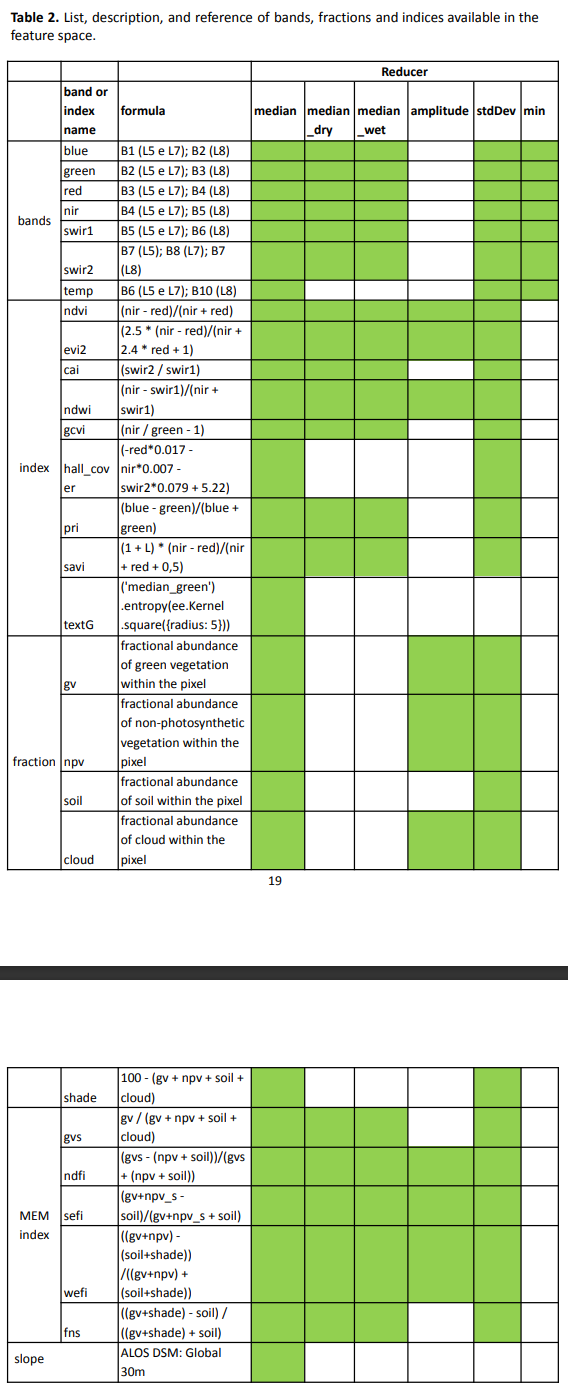 Table 2. List, description, and reference of bands, fractions and indices available in the
feature space.
Reducer
band or
index
name
formula
median
median
_dry
median
_wet
amplitude
stdDev
min
bands
blue
B1 (L5 e L7); B2 (L8)
green
B2 (L5 e L7); B3 (L8)
red
B3 (L5 e L7); B4 (L8)
nir
B4 (L5 e L7); B5 (L8)
swir1
B5 (L5 e L7); B6 (L8)
swir2
B7 (L5); B8 (L7); B7
(L8)
temp
B6 (L5 e L7); B10 (L8)
index
ndvi
(nir - red)/(nir + red)
evi2
(2.5 * (nir - red)/(nir +
2.4 * red + 1)
cai
(swir2 / swir1)
ndwi
(nir - swir1)/(nir +
swir1)
gcvi
(nir / green - 1)
hall_cov
er
(-red*0.017 -
nir*0.007 -
swir2*0.079 + 5.22)
pri
(blue - green)/(blue +
green)
savi
(1 + L) * (nir - red)/(nir
+ red + 0,5)
textG
('median_green')
.entropy(ee.Kernel
.square({radius: 5}))
fraction
gv
fractional abundance
of green vegetation
within the pixel
npv
fractional abundance
of non-photosynthetic
vegetation within the
pixel
soil
fractional abundance
of soil within the pixel
cloud
fractional abundance
of cloud within the
pixel
19
shade
100 - (gv + npv + soil +
cloud)
MEM
index
gvs
gv / (gv + npv + soil +
cloud)
ndfi
(gvs - (npv + soil))/(gvs
+ (npv + soil))
sefi
(gv+npv_s -
soil)/(gv+npv_s + soil)
wefi
((gv+npv) -
(soil+shade))
/((gv+npv) +
(soil+shade))
fns
((gv+shade) - soil) /
((gv+shade) + soil)
slope
ALOS DSM: Global
30m